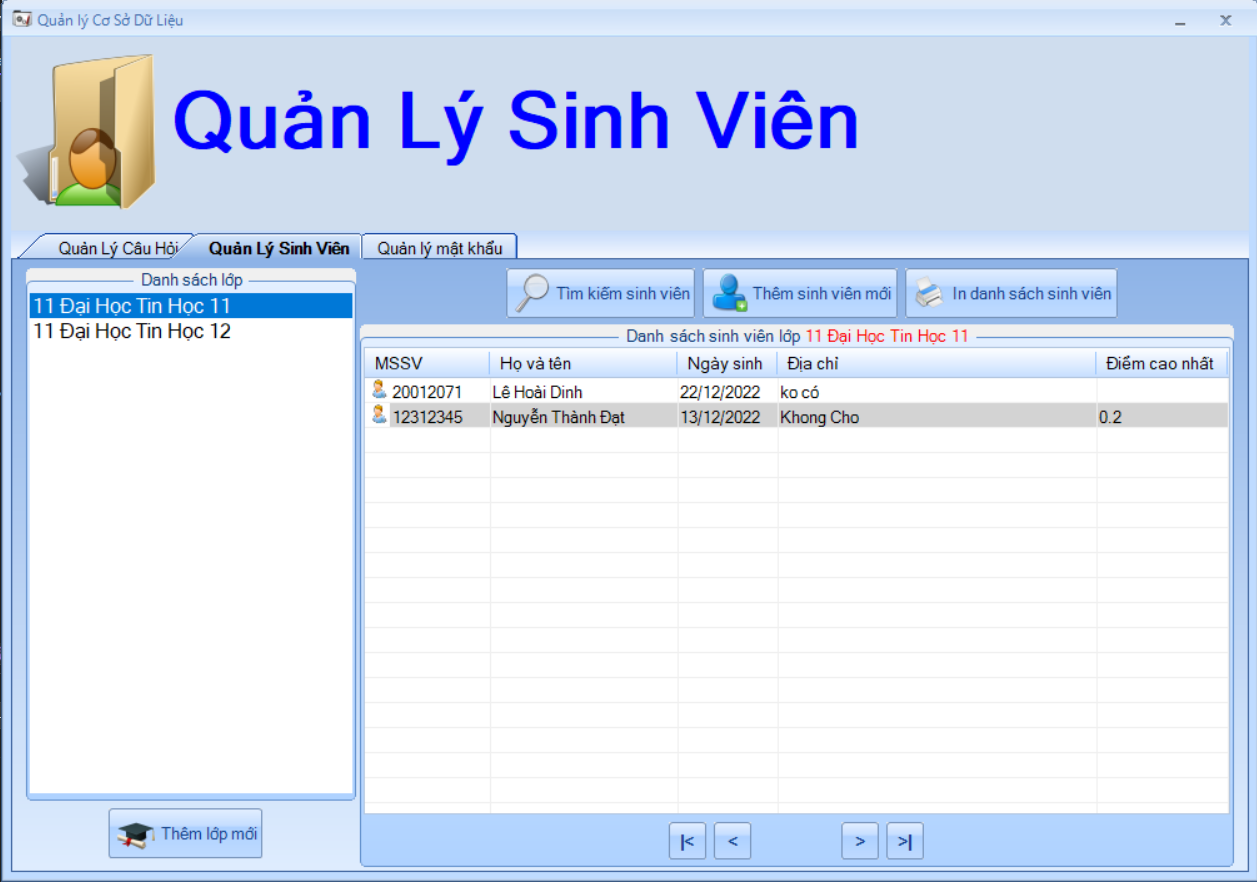 Quản lý Cơ Sở Dữ Liệu
Quản Lý Sinh Viên
Quản Lý Câu Hỏi Quản Lý Sinh Viên Quản lý mật khẩu
Danh sách lớp
11 Đại Học Tin Học 11
11 Đại Học Tin Học 12
Thêm lớp mới
Tìm kiếm sinh viên Thêm sinh viên mới In danh sách sinh viên
Danh sách sinh viên lớp 11 Đại Học Tin Học 11
MSSV Họ và tên Ngày sinh Địa chỉ Điểm cao nhất
20012071 Lê Hoài Dinh 22/12/2022 ko có
12312345 Nguyễn Thành Đạt 13/12/2022 Khong Cho 0.2
|< < > >|